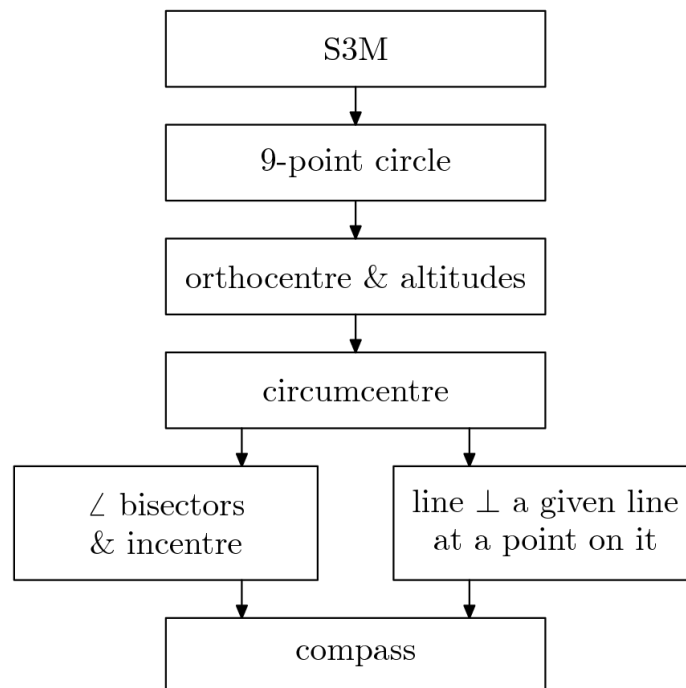 S3M
9-point circle
orthocentre & altitudes
circumcentre
∠ bisectors
& incentre
line ⊥ a given line
at a point on it
compass